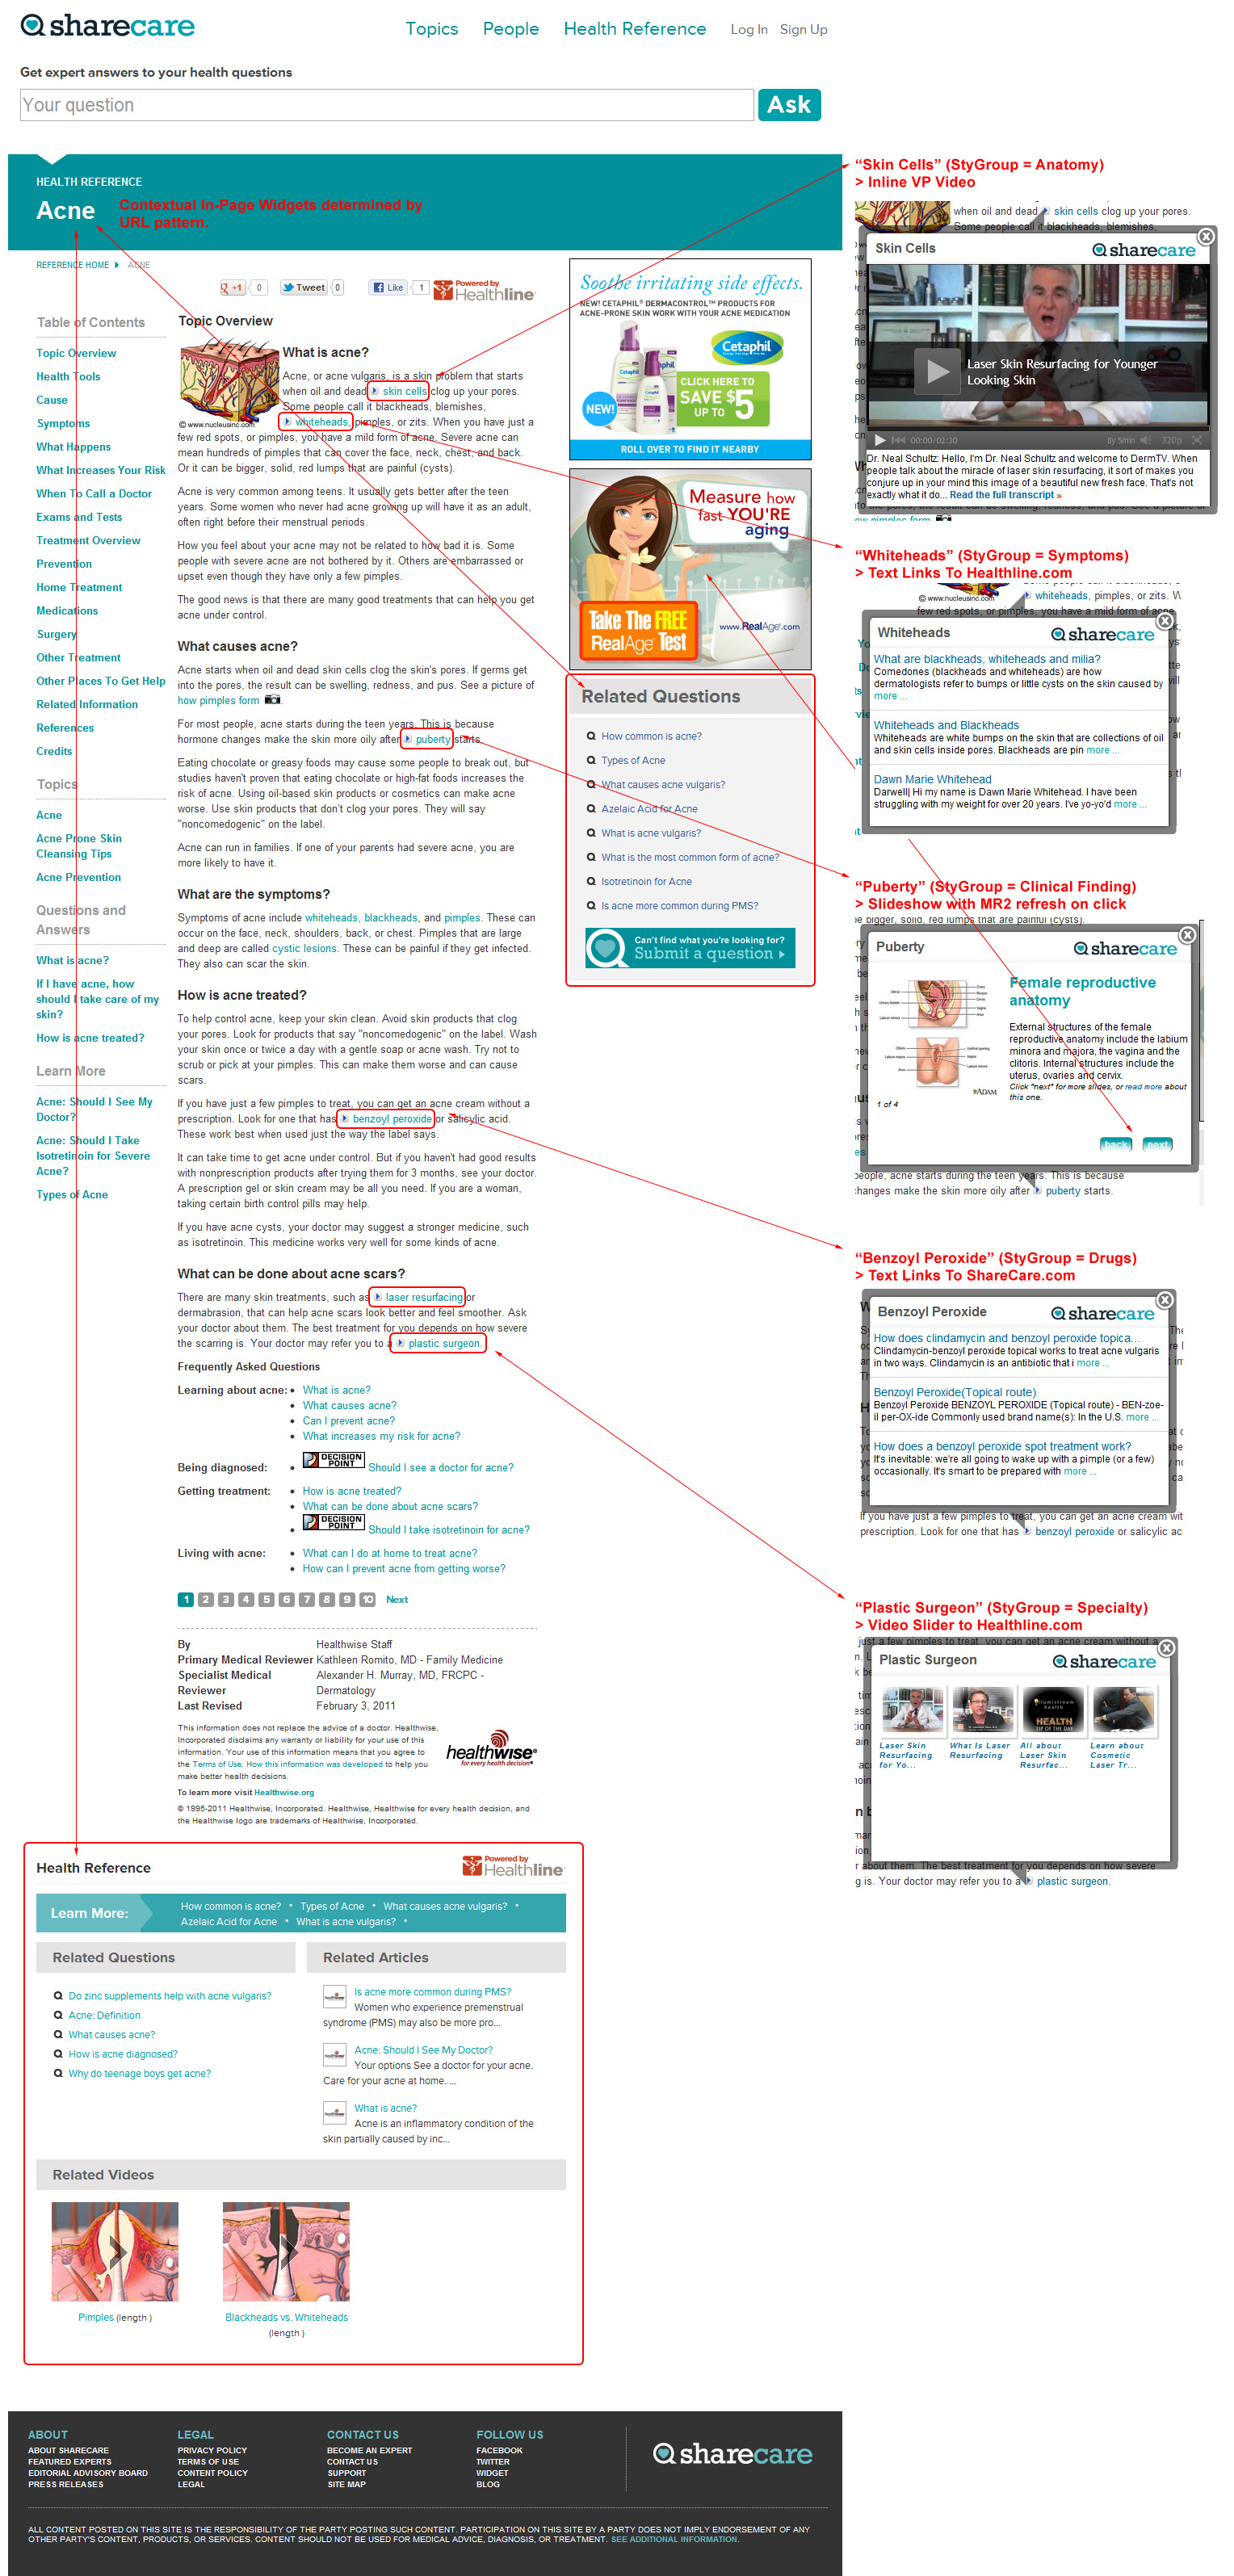 sharecare
Topics People Health Reference Log In Sign Up
Get expert answers to your health questions
Your question
Ask
HEALTH REFERENCE
Acne
Contextual In-Page Widgets determined by
URL pattern.
REFERENCE HOME ACNE
+1 0 Tweet 0 Like 1 Powered by Healthline
Table of Contents
Topic Overview
Health Tools
Cause
Symptoms
What Happens
What Increases Your Risk
When To Call a Doctor
Exams and Tests
Treatment Overview
Prevention
Home Treatment
Medications
Surgery
Other Treatment
Other Places To Get Help
Related Information
References
Credits
Topics
Acne
Acne Prone Skin
Cleansing Tips
Acne Prevention
Questions and
Answers
What is acne?
If I have acne, how
should I take care of my
skin?
How is acne treated?
Learn More
Acne: Should I See My
Doctor?
Acne: Should I Take
Isotretinoin for Severe
Acne?
Types of Acne
Topic Overview
What is acne?
Acne, or acne vulgaris, is a skin problem that starts
when oil and dead skin cells clog up your pores.
Some people call it blackheads, blemishes,
© www.nucleusinc.com
whiteheads, pimples, or zits. When you have just a
few red spots, or pimples, you have a mild form of acne. Severe acne can
mean hundreds of pimples that can cover the face, neck, chest, and back.
Or it can be bigger, solid, red lumps that are painful (cysts).
Acne is very common among teens. It usually gets better after the teen
years. Some women who never had acne growing up will have it as an adult,
often right before their menstrual periods.
How you feel about your acne may not be related to how bad it is. Some
people with severe acne are not bothered by it. Others are embarrassed or
upset even though they have only a few pimples.
The good news is that there are many good treatments that can help you get
acne under control.
What causes acne?
Acne starts when oil and dead skin cells clog the skin's pores. If germs get
into the pores, the result can be swelling, redness, and pus. See a picture of
how pimples form .
For most people, acne starts during the teen years. This is because
hormone changes make the skin more oily after puberty starts.
Eating chocolate or greasy foods may cause some people to break out, but
studies haven't proven that eating chocolate or high-fat foods increases the
risk of acne. Using oil-based skin products or cosmetics can make acne
worse. Use skin products that don't clog your pores. They will say
"noncomedogenic" on the label.
Acne can run in families. If one of your parents had severe acne, you are
more likely to have it.
What are the symptoms?
Symptoms of acne include whiteheads, blackheads, and pimples. These can
occur on the face, neck, shoulders, back, or chest. Pimples that are large
and deep are called cystic lesions. These can be painful if they get infected.
They also can scar the skin.
How is acne treated?
To help control acne, keep your skin clean. Avoid skin products that clog
your pores. Look for products that say "noncomedogenic" on the label. Wash
your skin once or twice a day with a gentle soap or acne wash. Try not to
scrub or pick at your pimples. This can make them worse and can cause
scars.
If you have just a few pimples to treat, you can get an acne cream without a
prescription. Look for one that has benzoyl peroxide or salicylic acid.
These work best when used just the way the label says.
It can take time to get acne under control. But if you haven't had good results
with nonprescription products after trying them for 3 months, see your doctor.
A prescription gel or skin cream may be all you need. If you are a woman,
taking certain birth control pills may help.
If you have acne cysts, your doctor may suggest a stronger medicine, such
as isotretinoin. This medicine works very well for some kinds of acne.
What can be done about acne scars?
There are many skin treatments, such as laser resurfacing or
dermabrasion, that can help acne scars look better and feel smoother. Ask
your doctor about them. The best treatment for you depends on how severe
the scarring is. Your doctor may refer you to a plastic surgeon.
Frequently Asked Questions
Learning about acne: • What is acne?
• What causes acne?
• Can I prevent acne?
• What increases my risk for acne?
Being diagnosed: • DECISION POINT Should I see a doctor for acne?
Getting treatment: • How is acne treated?
• What can be done about acne scars?
• DECISION POINT Should I take isotretinoin for acne?
Living with acne: • What can I do at home to treat acne?
• How can I prevent acne from getting worse?
1 2 3 4 5 6 7 8 9 10 Next
By Healthwise Staff
Primary Medical Reviewer Kathleen Romito, MD - Family Medicine
Specialist Medical Reviewer Alexander H. Murray, MD, FRCPC - Dermatology
Last Revised February 3, 2011
This information does not replace the advice of a doctor. Healthwise,
Incorporated disclaims any warranty or liability for your use of this
information. Your use of this information means that you agree to
the Terms of Use. How this information was developed to help you
make better health decisions.
healthwise
for every health decision®
To learn more visit Healthwise.org
© 1995-2011 Healthwise, Incorporated. Healthwise, Healthwise for every health decision, and
the Healthwise logo are trademarks of Healthwise, Incorporated.
Soothe irritating side effects.
NEW! CETAPHIL® DERMACONTROL™ PRODUCTS FOR
ACNE-PRONE SKIN WORK WITH YOUR ACNE MEDICATION
Cetaphil
NEW!
CLICK HERE TO
SAVE UP TO $5
ROLL OVER TO FIND IT NEARBY
Measure how
fast YOU'RE
aging
Take The FREE
RealAge Test
www.RealAge.com
Related Questions
How common is acne?
Types of Acne
What causes acne vulgaris?
Azelaic Acid for Acne
What is acne vulgaris?
What is the most common form of acne?
Isotretinoin for Acne
Is acne more common during PMS?
Can't find what you're looking for?
Submit a question
"Skin Cells" (StyGroup = Anatomy)
> Inline VP Video
when oil and dead skin cells clog up your pores.
Some people call it blackheads, blemishes,
Skin Cells sharecare
Laser Skin Resurfacing for Younger
Looking Skin
00:00/02:30 By 5min 320p
Dr. Neal Schultz: Hello, I'm Dr. Neal Schultz and welcome to DermTV. When
people talk about the miracle of laser skin resurfacing, it sort of makes you
conjure up in your mind this image of a beautiful new fresh face. That's not
exactly what it do... Read the full transcript »
"Whiteheads" (StyGroup = Symptoms)
> Text Links To Healthline.com
© www.nucleusinc.com whiteheads, pimples, or zits. W
few red spots, or pimples, you have a mild form of acne
Whiteheads sharecare
What are blackheads, whiteheads and milia?
Comedones (blackheads and whiteheads) are how
dermatologists refer to bumps or little cysts on the skin caused by
more ...
Whiteheads and Blackheads
Whiteheads are white bumps on the skin that are collections of oil
and skin cells inside pores. Blackheads are pin more ...
Dawn Marie Whitehead
Darwell| Hi my name is Dawn Marie Whitehead. I have been
struggling with my weight for over 20 years. I've yo-yo'd more ...
"Puberty" (StyGroup = Clinical Finding)
> Slideshow with MR2 refresh on click
be bigger, solid, red lumps that are painful (cysts).
Puberty sharecare
Female reproductive
anatomy
External structures of the female
reproductive anatomy include the labium
minora and majora, the vagina and the
clitoris. Internal structures include the
uterus, ovaries and cervix.
Click "next" for more slides, or read more about
this one.
ADAM
1 of 4
back next
people, acne starts during the teen years. This is because
hanges make the skin more oily after puberty starts.
"Benzoyl Peroxide" (StyGroup = Drugs)
> Text Links To ShareCare.com
Benzoyl Peroxide sharecare
How does clindamycin and benzoyl peroxide topica...
Clindamycin-benzoyl peroxide topical works to treat acne vulgaris
in two ways. Clindamycin is an antibiotic that i more ...
Benzoyl Peroxide(Topical route)
Benzoyl Peroxide BENZOYL PEROXIDE (Topical route) - BEN-zoe-
il per-OX-ide Commonly used brand name(s): In the U.S. more ...
How does a benzoyl peroxide spot treatment work?
It's inevitable: we're all going to wake up with a pimple (or a few)
occasionally. It's smart to be prepared with more ...
If you have just a few pimples to treat, you can get an acne cream wit
prescription. Look for one that has benzoyl peroxide or salicylic ac
"Plastic Surgeon" (StyGroup = Specialty)
> Video Slider to Healthline.com
just a few pimples to treat, you can get an acne cream without a
Plastic Surgeon sharecare
HEALTH
TIP OF THE DAY
Laser Skin Resurfacing for Yo...
What Is Laser Resurfacing
All about Laser Skin Resurfac...
Learn about Cosmetic Laser Tr...
r about them. The best treatment for you depends on how severe
g is. Your doctor may refer you to a plastic surgeon.
Health Reference Powered by Healthline
Learn More: How common is acne? • Types of Acne • What causes acne vulgaris? •
Azelaic Acid for Acne • What is acne vulgaris? •
Related Questions
Do zinc supplements help with acne vulgaris?
Acne: Definition
What causes acne?
How is acne diagnosed?
Why do teenage boys get acne?
Related Articles
Is acne more common during PMS?
Women who experience premenstrual
syndrome (PMS) may also be more pro...
Acne: Should I See My Doctor?
Your options See a doctor for your acne.
Care for your acne at home. ...
What is acne?
Acne is an inflammatory condition of the
skin partially caused by inc...
Related Videos
Pimples (length )
Blackheads vs. Whiteheads
(length )
ABOUT
ABOUT SHARECARE
FEATURED EXPERTS
EDITORIAL ADVISORY BOARD
PRESS RELEASES
LEGAL
PRIVACY POLICY
TERMS OF USE
CONTENT POLICY
LEGAL
CONTACT US
BECOME AN EXPERT
CONTACT US
SUPPORT
SITE MAP
FOLLOW US
FACEBOOK
TWITTER
WIDGET
BLOG
sharecare
ALL CONTENT POSTED ON THIS SITE IS THE RESPONSIBILITY OF THE PARTY POSTING SUCH CONTENT. PARTICIPATION ON THIS SITE BY A PARTY DOES NOT IMPLY ENDORSEMENT OF ANY
OTHER PARTY'S CONTENT, PRODUCTS, OR SERVICES. CONTENT SHOULD NOT BE USED FOR MEDICAL ADVICE, DIAGNOSIS, OR TREATMENT. SEE ADDITIONAL INFORMATION.